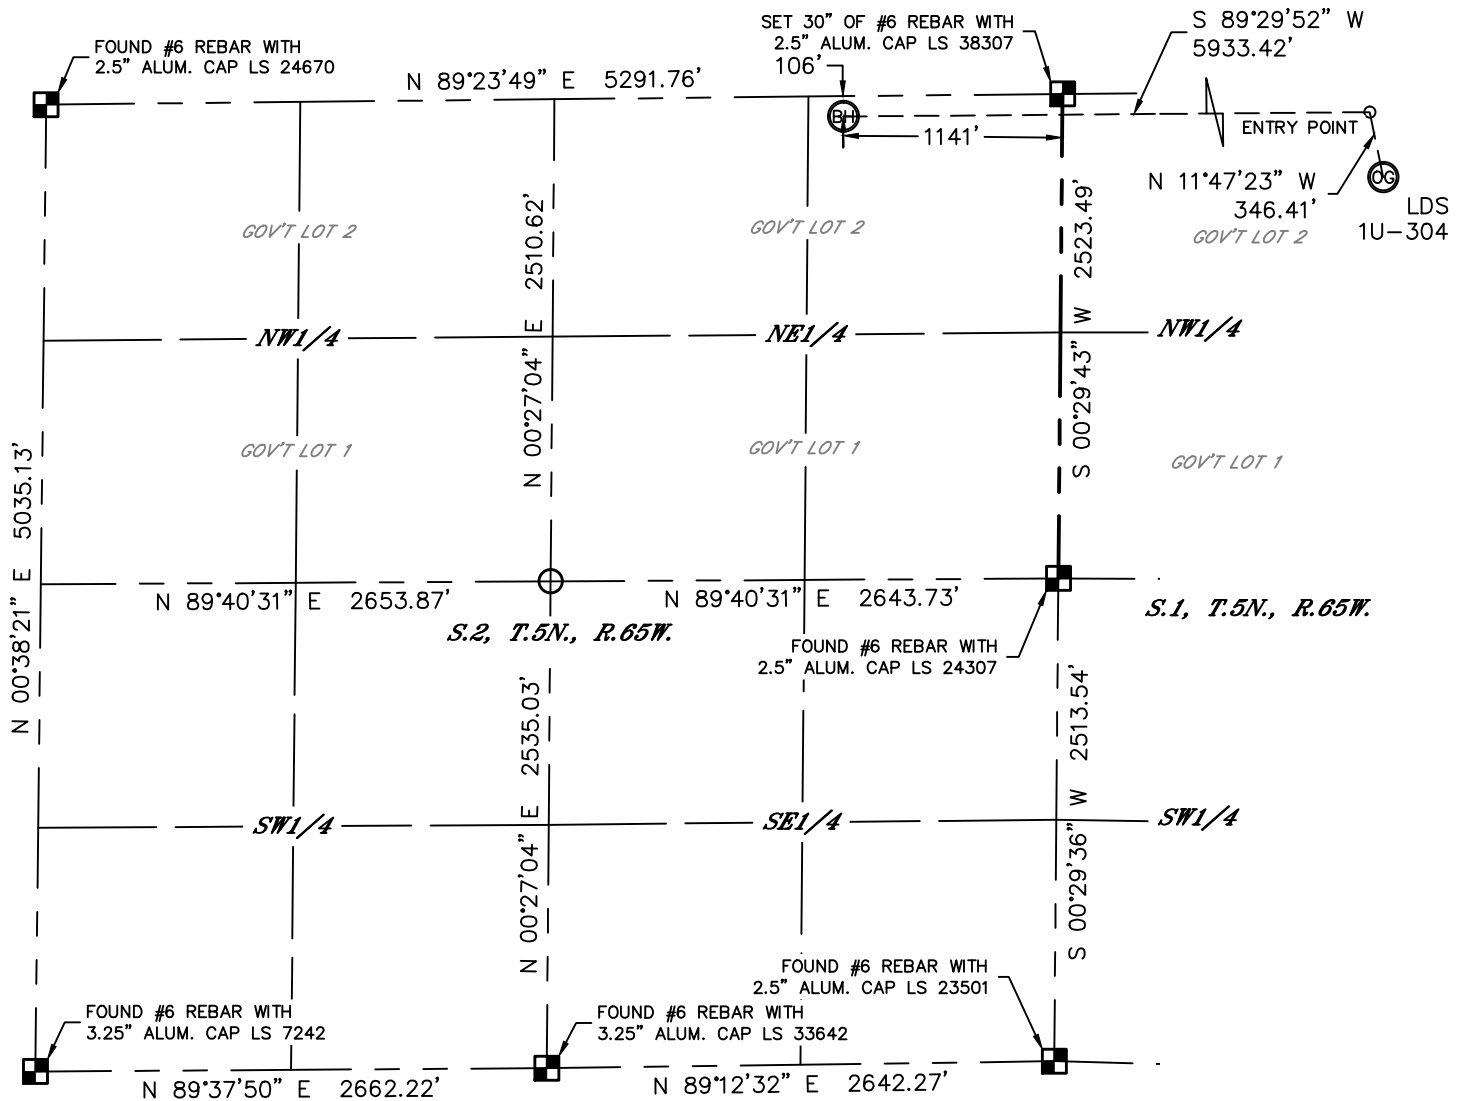 FOUND #6 REBAR WITH
2.5” ALUM. CAP LS 24670
N 89°23’49” E 5291.76’
SET 30” OF #6 REBAR WITH
2.5” ALUM. CAP LS 38307
106’
S 89°29’52” W
5933.42’
BH
1141’
ENTRY POINT
N 11°47’23” W
346.41’
OG
LDS
1U-304
GOV’T LOT 2
GOV’T LOT 2
GOV’T LOT 2
N 00°27’04” E 2510.62’
S 00°29’43” W 2523.49’
NW1/4
NE1/4
NW1/4
GOV’T LOT 1
GOV’T LOT 1
GOV’T LOT 1
N 00°38’21” E 5035.13’
N 89°40’31” E 2653.87’
N 89°40’31” E 2643.73’
S.2, T.5N., R.65W.
S.1, T.5N., R.65W.
FOUND #6 REBAR WITH
2.5” ALUM. CAP LS 24307
N 00°27’04” E 2535.03’
S 00°29’36” W 2513.54’
SW1/4
SE1/4
SW1/4
FOUND #6 REBAR WITH
2.5” ALUM. CAP LS 23501
FOUND #6 REBAR WITH
3.25” ALUM. CAP LS 7242
FOUND #6 REBAR WITH
3.25” ALUM. CAP LS 33642
N 89°37’50” E 2662.22’
N 89°12’32” E 2642.27’